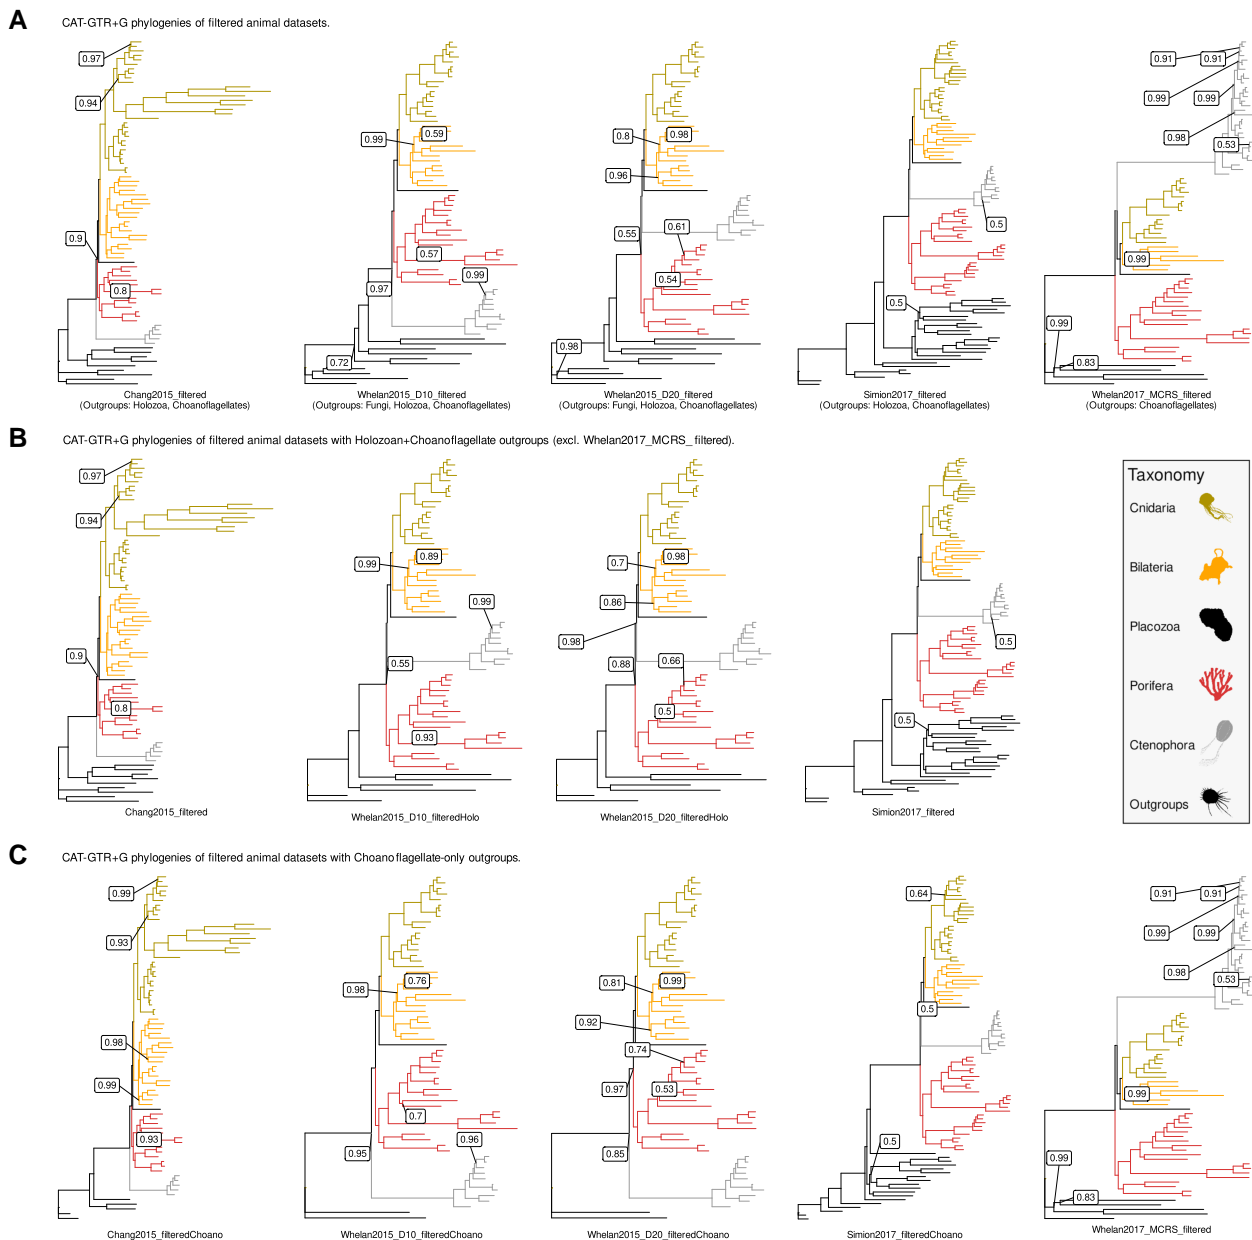 A
CAT-GTR+G phylogenies of filtered animal datasets.
0.97
0.94
0.9
0.8
Chang2015_filtered
(Outgroups: Holozoa, Choanoflagellates)
0.99
0.59
0.57
0.99
0.97
0.72
Whelan2015_D10_filtered
(Outgroups: Fungi, Holozoa, Choanoflagellates)
0.8
0.98
0.96
0.55
0.61
0.54
0.98
Whelan2015_D20_filtered
(Outgroups: Fungi, Holozoa, Choanoflagellates)
0.5
0.5
Simion2017_filtered
(Outgroups: Holozoa, Choanoflagellates)
0.91
0.91
0.99
0.99
0.98
0.53
0.99
0.99
0.83
Whelan2017_MCRS_filtered
(Outgroups: Choanoflagellates)
B
CAT-GTR+G phylogenies of filtered animal datasets with Holozoan+Choanoflagellate outgroups (excl. Whelan2017_MCRS_filtered).
0.97
0.94
0.9
0.8
Chang2015_filtered
0.99
0.89
0.99
0.55
0.93
Whelan2015_D10_filteredHolo
0.7
0.98
0.86
0.98
0.88
0.66
0.5
Whelan2015_D20_filteredHolo
0.5
0.5
Simion2017_filtered
Taxonomy
Cnidaria
Bilateria
Placozoa
Porifera
Ctenophora
Outgroups
C
CAT-GTR+G phylogenies of filtered animal datasets with Choanoflagellate-only outgroups.
0.99
0.93
0.98
0.99
0.93
Chang2015_filteredChoano
0.98
0.76
0.7
0.95
0.96
Whelan2015_D10_filteredChoano
0.81
0.99
0.92
0.74
0.97
0.53
0.85
Whelan2015_D20_filteredChoano
0.64
0.5
0.5
Simion2017_filteredChoano
0.91
0.91
0.99
0.99
0.98
0.53
0.99
0.99
0.83
Whelan2017_MCRS_filtered